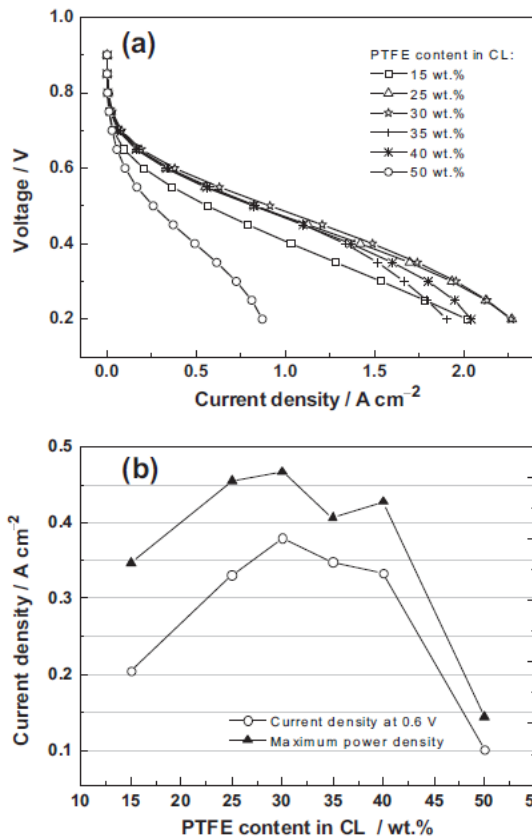 (a)
PTFE content in CL:
15 wt.%
25 wt.%
30 wt.%
35 wt.%
40 wt.%
50 wt.%
Voltage / V
1.0
0.8
0.6
0.4
0.2
0.0 0.5 1.0 1.5 2.0
Current density / A cm⁻²
(b)
Current density / A cm⁻²
0.5
0.4
0.3
0.2
0.1
Current density at 0.6 V
Maximum power density
10 15 20 25 30 35 40 45 50 55
PTFE content in CL / wt.%